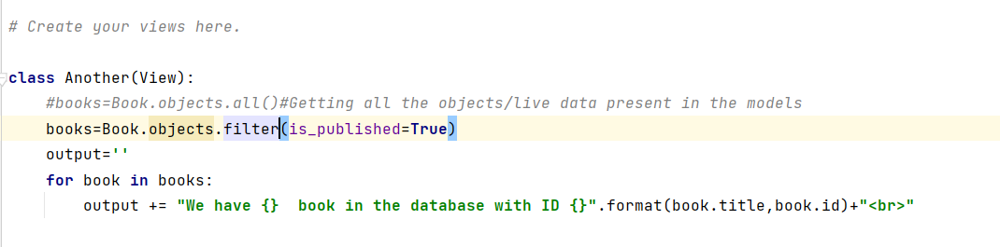 # Create your views here.
class Another(View):
#books=Book.objects.all()#Getting all the objects/live data present in the models
books=Book.objects.filter(is_published=True)
output=''
for book in books:
output += "We have {}  book in the database with ID {}".format(book.title,book.id)+"<br>"